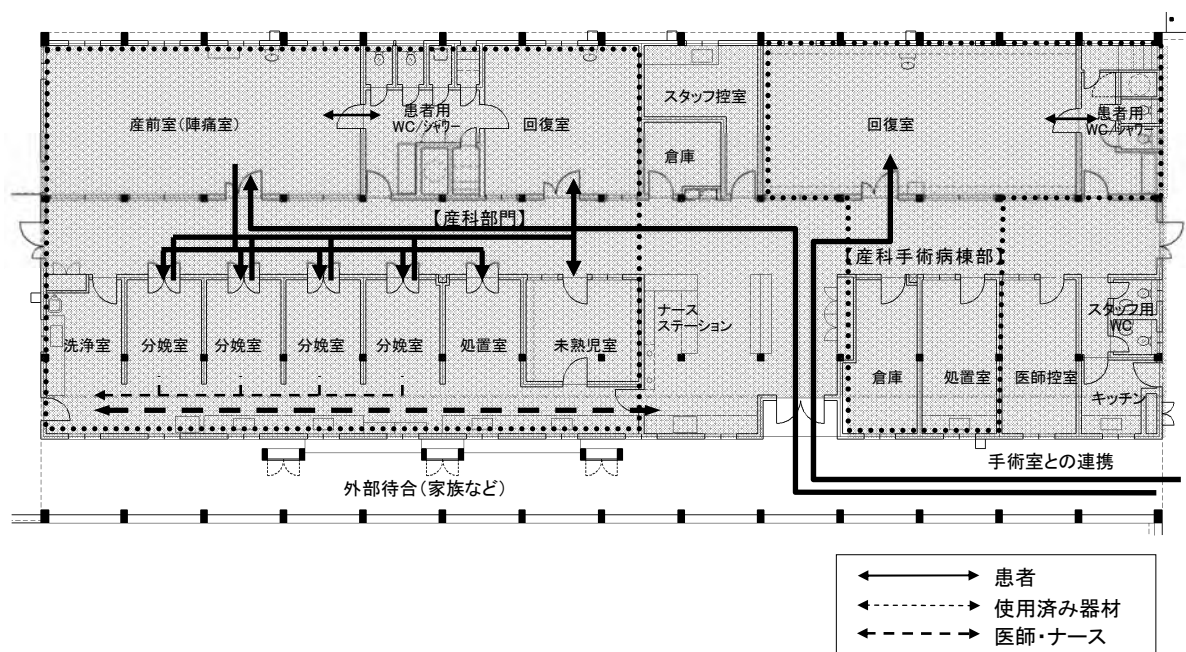 スタッフ控室
産前室(陣痛室)
患者用
WC/シャワー
回復室
倉庫
回復室
患者用
WC/シャワー
【産科部門】
【産科手術病棟部】
洗浄室
分娩室
分娩室
分娩室
分娩室
処置室
未熟児室
ナース
ステーション
倉庫
処置室
医師控室
スタッフ用
WC
キッチン
外部待合(家族など)
手術室との連携
患者
使用済み器材
医師・ナース